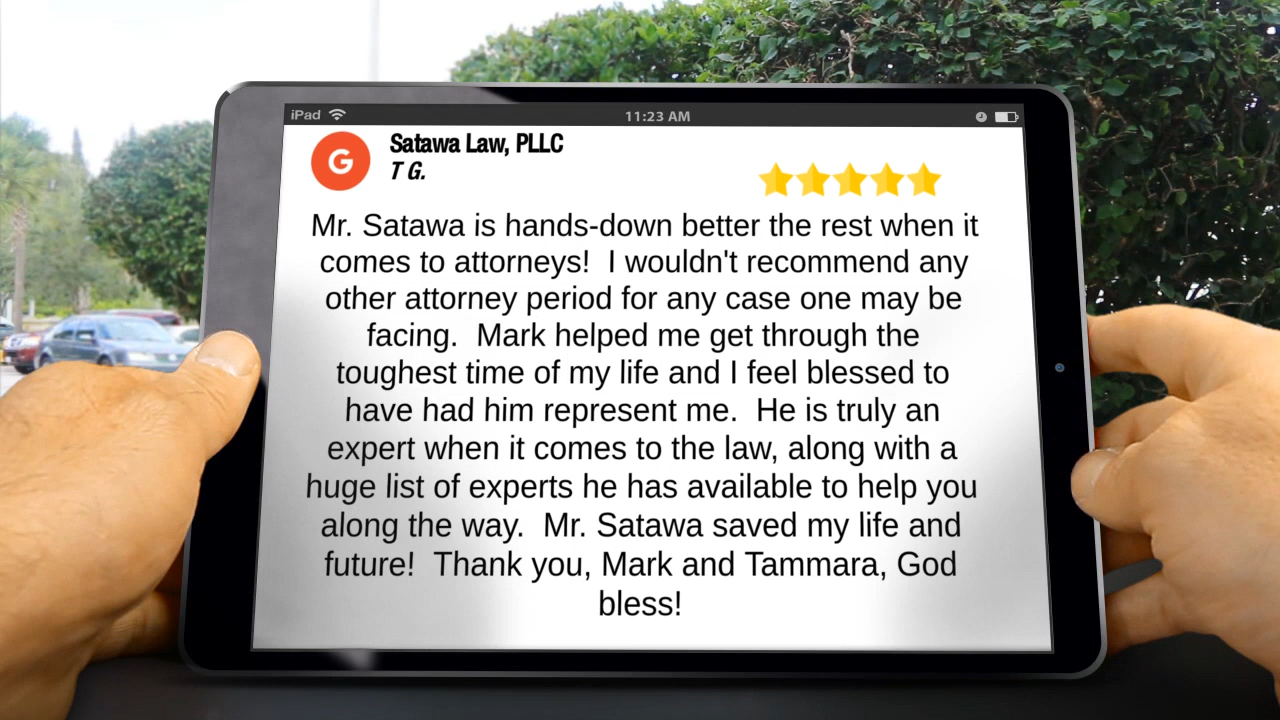 iPad 11:23 AM
G
Satawa Law, PLLC
T G.
Mr. Satawa is hands-down better the rest when it
comes to attorneys!  I wouldn't recommend any
other attorney period for any case one may be
facing.  Mark helped me get through the
toughest time of my life and I feel blessed to
have had him represent me.  He is truly an
expert when it comes to the law, along with a
huge list of experts he has available to help you
along the way.  Mr. Satawa saved my life and
future!  Thank you, Mark and Tammara, God
bless!